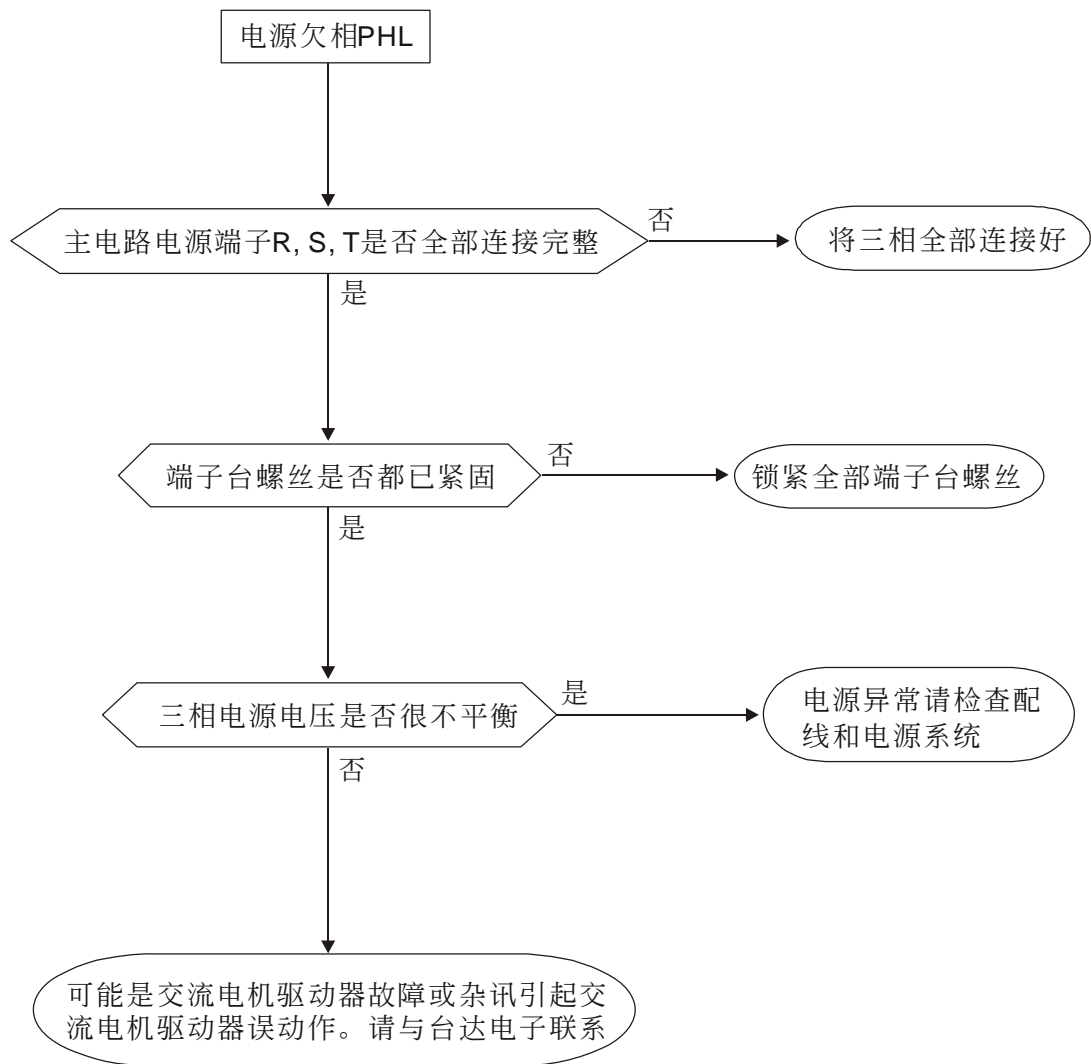 电源欠相PHL
主电路电源端子R, S, T是否全部连接完整
否
将三相全部连接好
是
端子台螺丝是否都已紧固
否
锁紧全部端子台螺丝
是
三相电源电压是否很不平衡
是
电源异常请检查配
线和电源系统
否
可能是交流电机驱动器故障或杂讯引起交
流电机驱动器误动作。请与台达电子联系